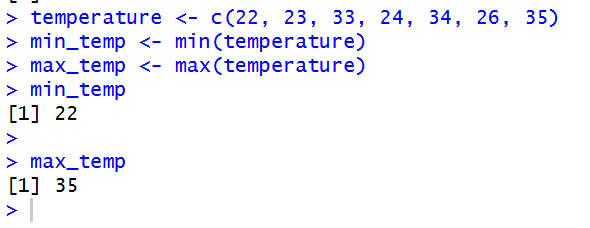 > temperature <- c(22, 23, 33, 24, 34, 26, 35)
> min_temp <- min(temperature)
> max_temp <- max(temperature)
> min_temp
[1] 22
>
> max_temp
[1] 35
>